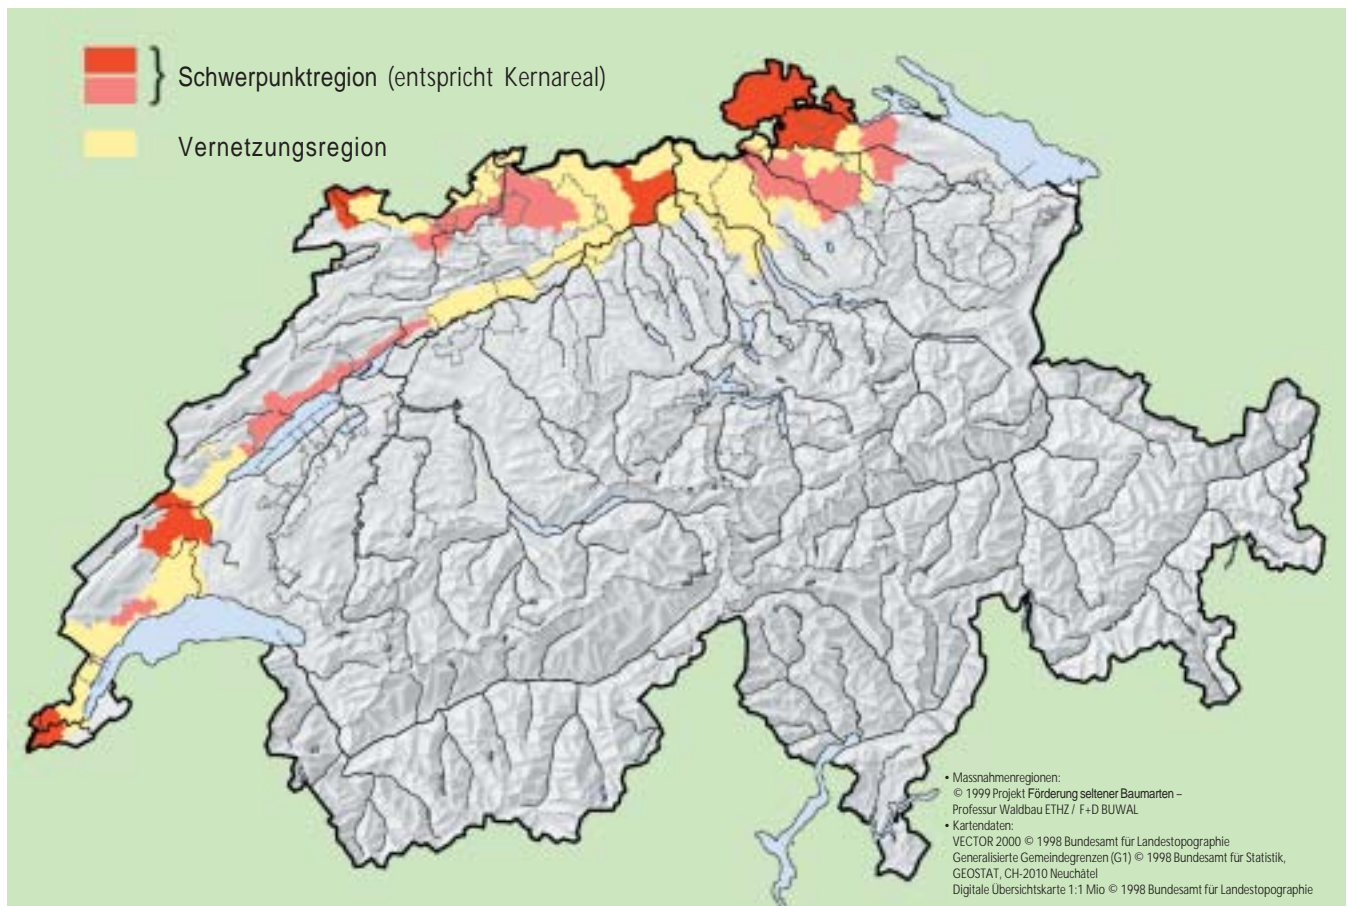 Schwerpunktregion (entspricht Kernareal)
Vernetzungsregion
• Massnahmenregionen:
© 1999 Projekt Förderung seltener Baumarten –
Professur Waldbau ETHZ / F+D BUWAL
• Kartendaten:
VECTOR 2000 © 1998 Bundesamt für Landestopographie
Generalisierte Gemeindegrenzen (G1) © 1998 Bundesamt für Statistik,
GEOSTAT, CH-2010 Neuchâtel
Digitale Übersichtskarte 1:1 Mio © 1998 Bundesamt für Landestopographie